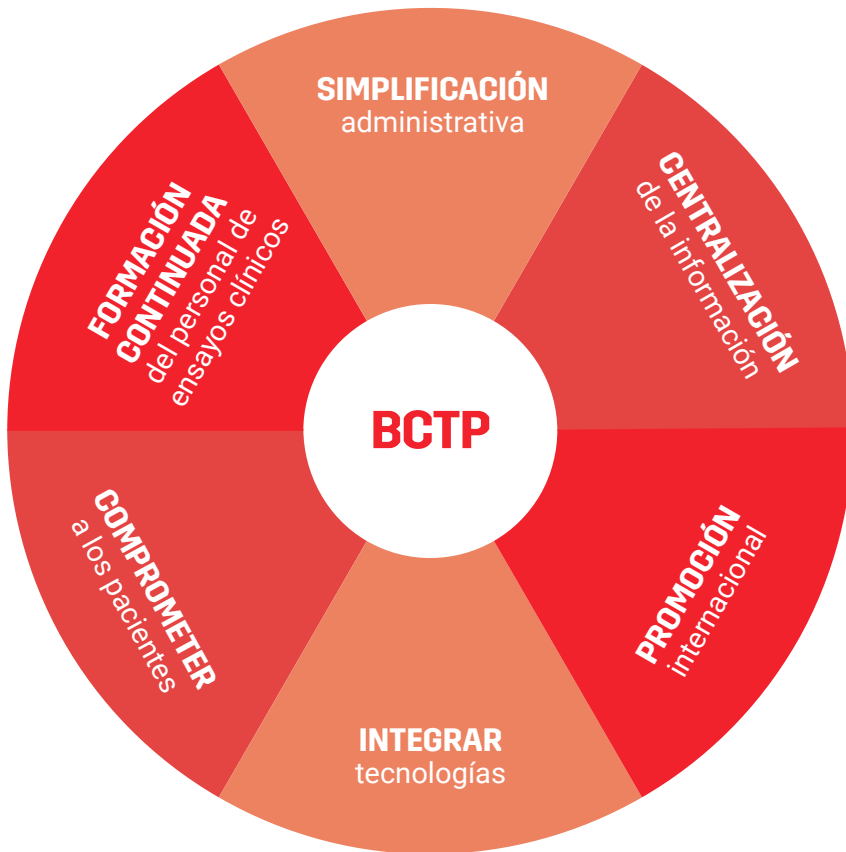 SIMPLIFICACIÓN
administrativa
CENTRALIZACIÓN
de la información
PROMOCIÓN
internacional
INTEGRAR
tecnologías
COMPROMETER
a los pacientes
FORMACIÓN
CONTINUADA
del personal de
ensayos clínicos
BCTP